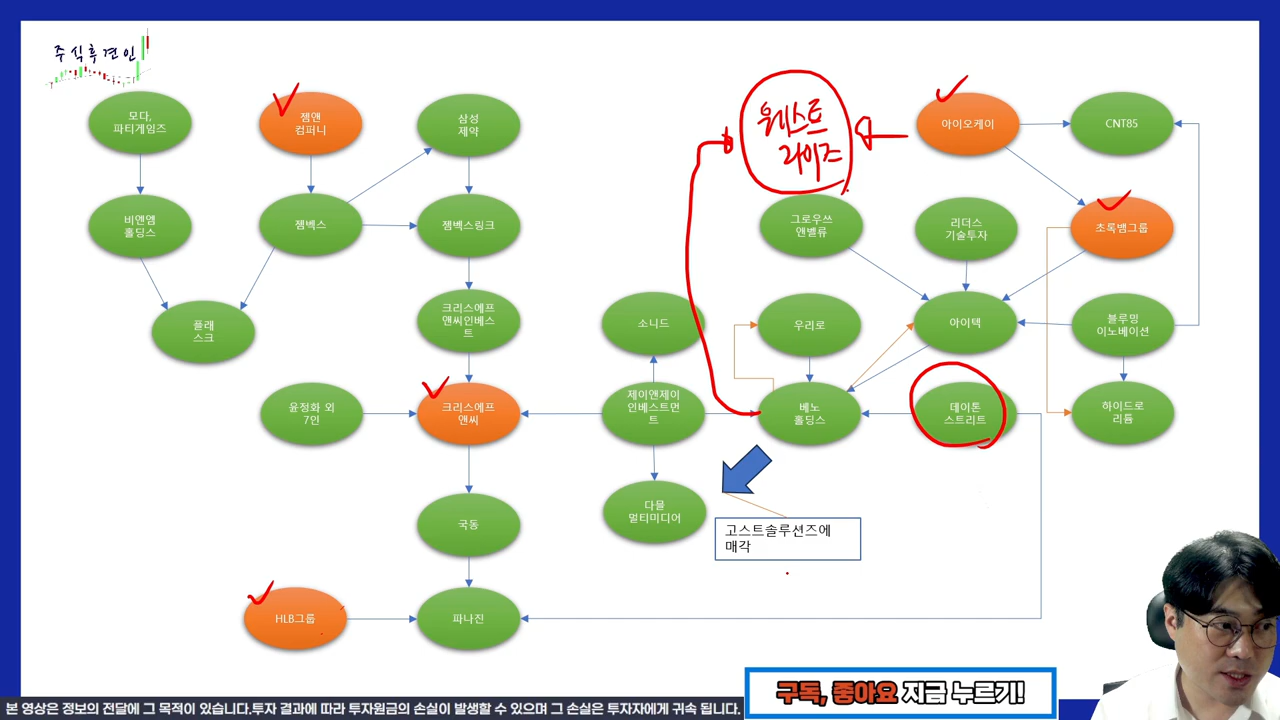 주식후견인
모다,
파티게임즈
젬앤
컴퍼니
삼성
제약
웨스트
라이즈
아이오케이
CNT85
비앤엠
홀딩스
젬벡스
젬벡스링크
그로우쓰
앤밸류
리더스
기술투자
초록뱀그룹
플래
스크
크리스에프
앤씨인베스
트
소니드
우리로
아이텍
블루밍
이노베이션
윤정화 외
7인
크리스에프
앤씨
제이앤제이
인베스트먼
트
베노
홀딩스
데이톤
스트리트
하이드로
리튬
국동
다믈
멀티미디어
고스트솔루션즈에
매각
HLB그룹
파나진
구독, 좋아요 지금 누르기!
본 영상은 정보의 전달에 그 목적이 있습니다.투자 결과에 따라 투자원금의 손실이 발생할 수 있으며 그 손실은 투자자에게 귀속 됩니다.